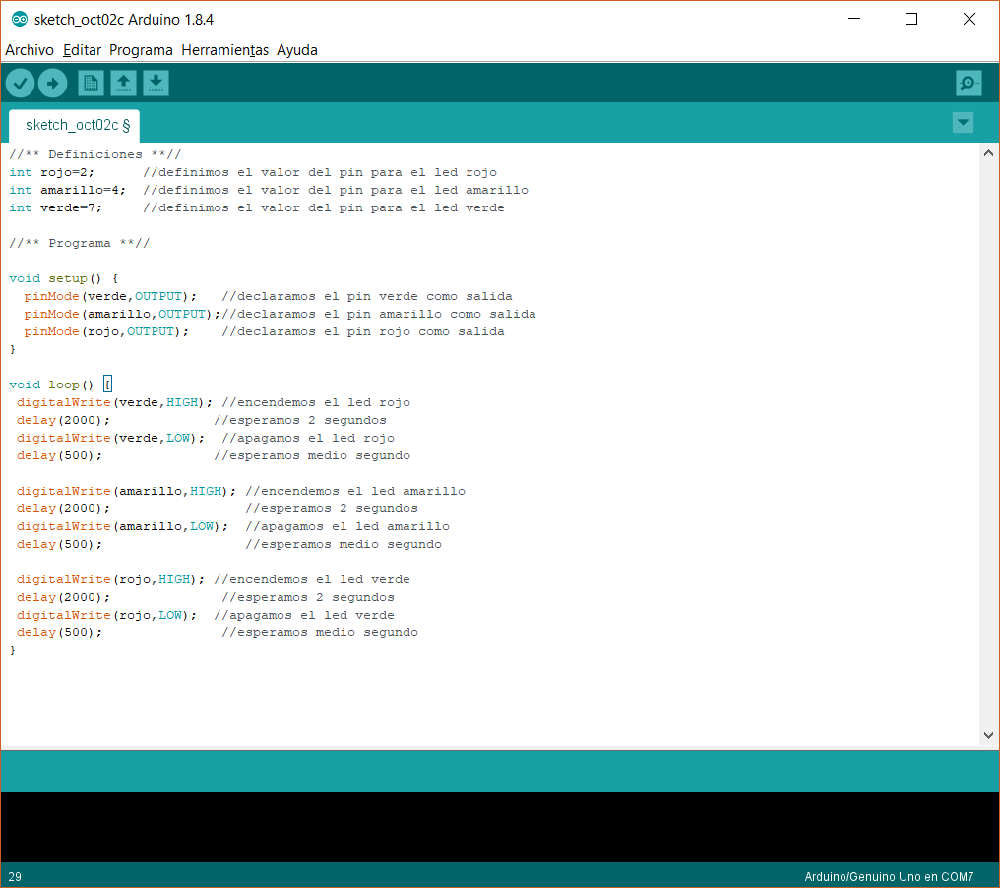 sketch_oct02c Arduino 1.8.4
Archivo Editar Programa Herramientas Ayuda
sketch_oct02c §
//** Definiciones **//
int rojo=2;      //definimos el valor del pin para el led rojo
int amarillo=4;  //definimos el valor del pin para el led amarillo
int verde=7;     //definimos el valor del pin para el led verde
//** Programa **//
void setup() {
  pinMode(verde,OUTPUT);   //declaramos el pin verde como salida
  pinMode(amarillo,OUTPUT);//declaramos el pin amarillo como salida
  pinMode(rojo,OUTPUT);    //declaramos el pin rojo como salida
}
void loop() {
 digitalWrite(verde,HIGH); //encendemos el led rojo
 delay(2000);             //esperamos 2 segundos
 digitalWrite(verde,LOW);  //apagamos el led rojo
 delay(500);              //esperamos medio segundo
 digitalWrite(amarillo,HIGH); //encendemos el led amarillo
 delay(2000);                 //esperamos 2 segundos
 digitalWrite(amarillo,LOW);  //apagamos el led amarillo
 delay(500);                  //esperamos medio segundo
 digitalWrite(rojo,HIGH); //encendemos el led verde
 delay(2000);              //esperamos 2 segundos
 digitalWrite(rojo,LOW);  //apagamos el led verde
 delay(500);               //esperamos medio segundo
}
29
Arduino/Genuino Uno en COM7